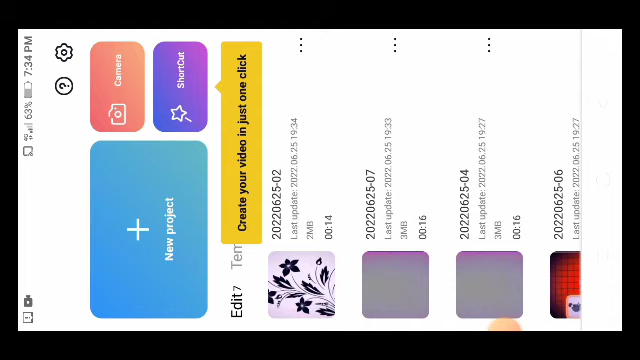 63% 7:34 PM
New project
Camera
ShortCut
Create your video in just one click
Edit 7
Tem
20220625-02
Last update: 2022.06.25 19:34
2MB
00:14
20220625-07
Last update: 2022.06.25 19:33
3MB
00:16
20220625-04
Last update: 2022.06.25 19:27
3MB
00:16
20220625-06
Last update: 2022.06.25 19:27